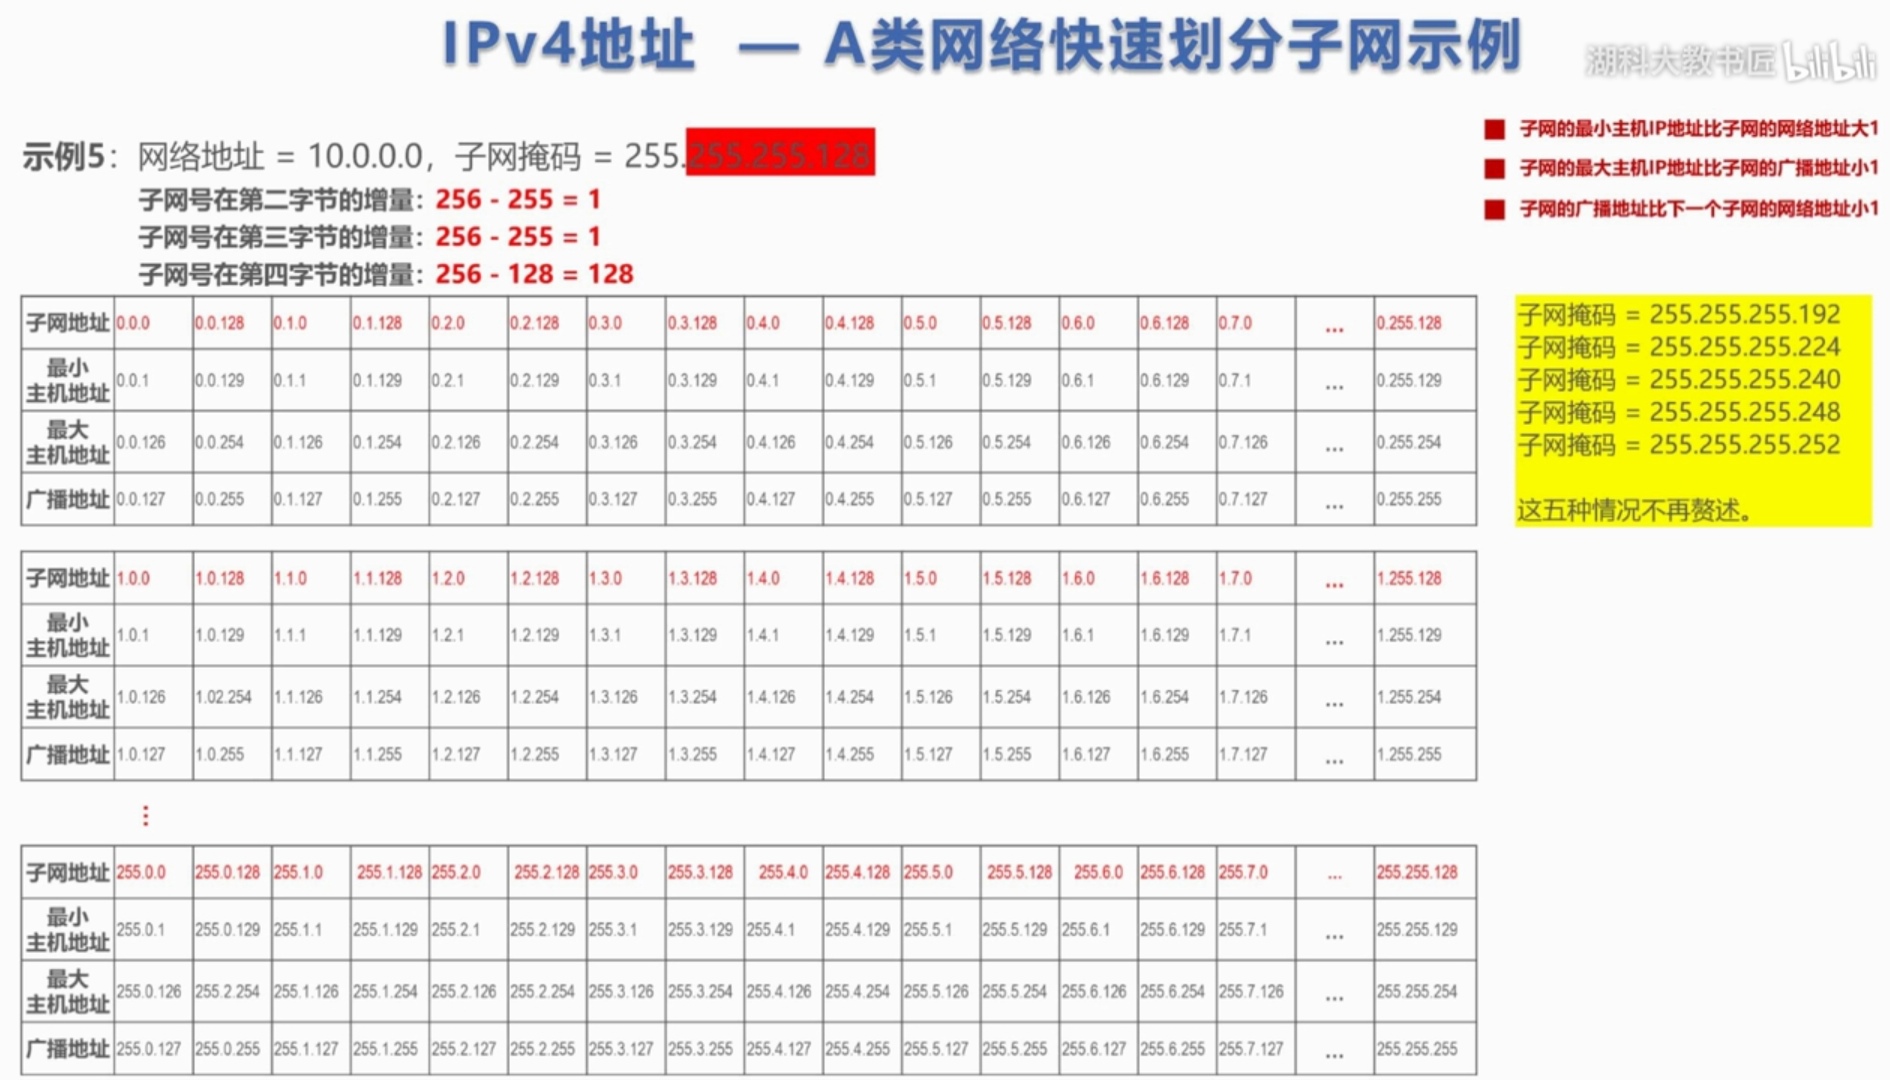 IPv4地址 — A类网络快速划分子网示例
湖科大教书匠 bilibili
示例5：网络地址 = 10.0.0.0，子网掩码 = 255.255.255.128
子网号在第二字节的增量：256 - 255 = 1
子网号在第三字节的增量：256 - 255 = 1
子网号在第四字节的增量：256 - 128 = 128
■ 子网的最小主机IP地址比子网的网络地址大1
■ 子网的最大主机IP地址比子网的广播地址小1
■ 子网的广播地址比下一个子网的网络地址小1
子网地址 0.0.0 0.0.128 0.1.0 0.1.128 0.2.0 0.2.128 0.3.0 0.3.128 0.4.0 0.4.128 0.5.0 0.5.128 0.6.0 0.6.128 0.7.0 ... 0.255.128
最小
主机地址 0.0.1 0.0.129 0.1.1 0.1.129 0.2.1 0.2.129 0.3.1 0.3.129 0.4.1 0.4.129 0.5.1 0.5.129 0.6.1 0.6.129 0.7.1 ... 0.255.129
最大
主机地址 0.0.126 0.0.254 0.1.126 0.1.254 0.2.126 0.2.254 0.3.126 0.3.254 0.4.126 0.4.254 0.5.126 0.5.254 0.6.126 0.6.254 0.7.126 ... 0.255.254
广播地址 0.0.127 0.0.255 0.1.127 0.1.255 0.2.127 0.2.255 0.3.127 0.3.255 0.4.127 0.4.255 0.5.127 0.5.255 0.6.127 0.6.255 0.7.127 ... 0.255.255
子网掩码 = 255.255.255.192
子网掩码 = 255.255.255.224
子网掩码 = 255.255.255.240
子网掩码 = 255.255.255.248
子网掩码 = 255.255.255.252
这五种情况不再赘述。
子网地址 1.0.0 1.0.128 1.1.0 1.1.128 1.2.0 1.2.128 1.3.0 1.3.128 1.4.0 1.4.128 1.5.0 1.5.128 1.6.0 1.6.128 1.7.0 ... 1.255.128
最小
主机地址 1.0.1 1.0.129 1.1.1 1.1.129 1.2.1 1.2.129 1.3.1 1.3.129 1.4.1 1.4.129 1.5.1 1.5.129 1.6.1 1.6.129 1.7.1 ... 1.255.129
最大
主机地址 1.0.126 1.02.254 1.1.126 1.1.254 1.2.126 1.2.254 1.3.126 1.3.254 1.4.126 1.4.254 1.5.126 1.5.254 1.6.126 1.6.254 1.7.126 ... 1.255.254
广播地址 1.0.127 1.0.255 1.1.127 1.1.255 1.2.127 1.2.255 1.3.127 1.3.255 1.4.127 1.4.255 1.5.127 1.5.255 1.6.127 1.6.255 1.7.127 ... 1.255.255
⋮
子网地址 255.0.0 255.0.128 255.1.0 255.1.128 255.2.0 255.2.128 255.3.0 255.3.128 255.4.0 255.4.128 255.5.0 255.5.128 255.6.0 255.6.128 255.7.0 ... 255.255.128
最小
主机地址 255.0.1 255.0.129 255.1.1 255.1.129 255.2.1 255.2.129 255.3.1 255.3.129 255.4.1 255.4.129 255.5.1 255.5.129 255.6.1 255.6.129 255.7.1 ... 255.255.129
最大
主机地址 255.0.126 255.2.254 255.1.126 255.1.254 255.2.126 255.2.254 255.3.126 255.3.254 255.4.126 255.4.254 255.5.126 255.5.254 255.6.126 255.6.254 255.7.126 ... 255.255.254
广播地址 255.0.127 255.0.255 255.1.127 255.1.255 255.2.127 255.2.255 255.3.127 255.3.255 255.4.127 255.4.255 255.5.127 255.5.255 255.6.127 255.6.255 255.7.127 ... 255.255.255